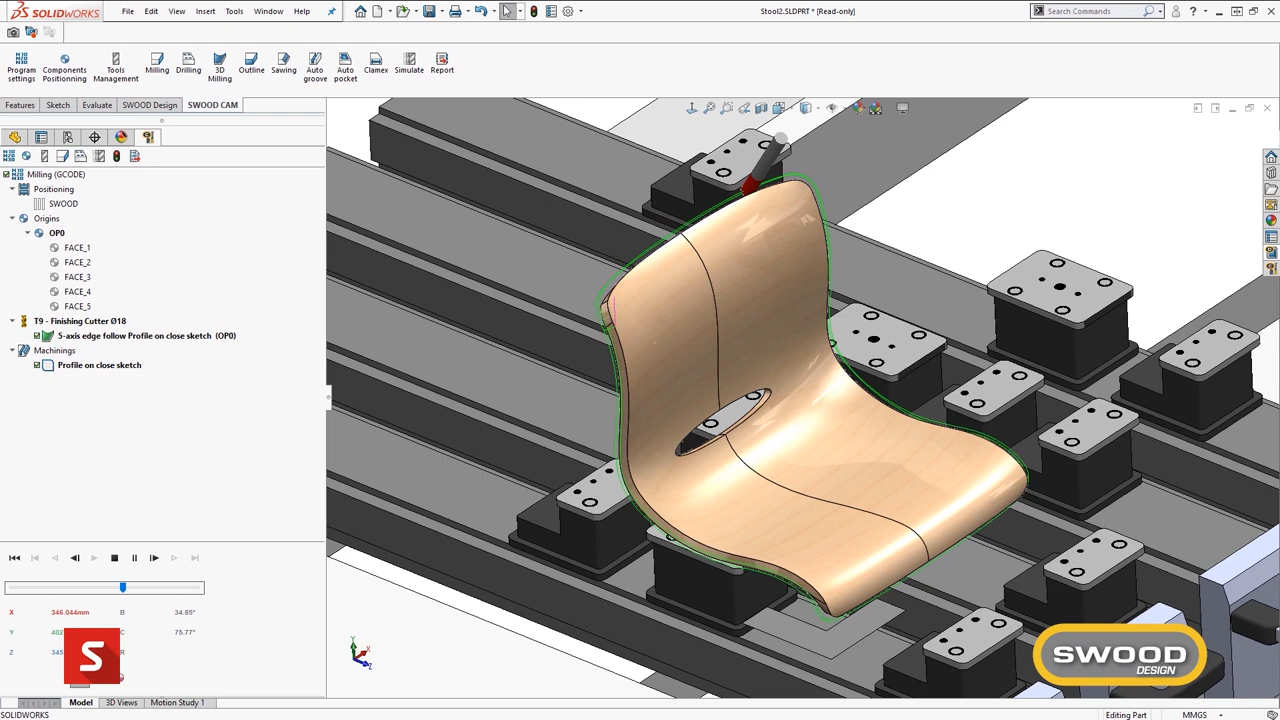 SOLIDWORKS File Edit View Insert Tools Window Help
Stool2.SLDPRT * [Read-only]
Search Commands
Program settings
Components Positionning
Tools Management
Milling
Drilling
3D Milling
Outline
Sawing
Auto groove
Auto pocket
Clamex
Simulate
Report
Features Sketch Evaluate SWOOD Design SWOOD CAM
Milling (GCODE)
Positioning
SWOOD
Origins
OP0
FACE_1
FACE_2
FACE_3
FACE_4
FACE_5
T9 - Finishing Cutter Ø18
5-axis edge follow Profile on close sketch (OP0)
Machinings
Profile on close sketch
X 346.044mm B 34.85°
Y 402 C 75.77°
Z 345 R
S
Y
X
Z
SWOOD
DESIGN
Model 3D Views Motion Study 1
SOLIDWORKS
Editing Part MMGS